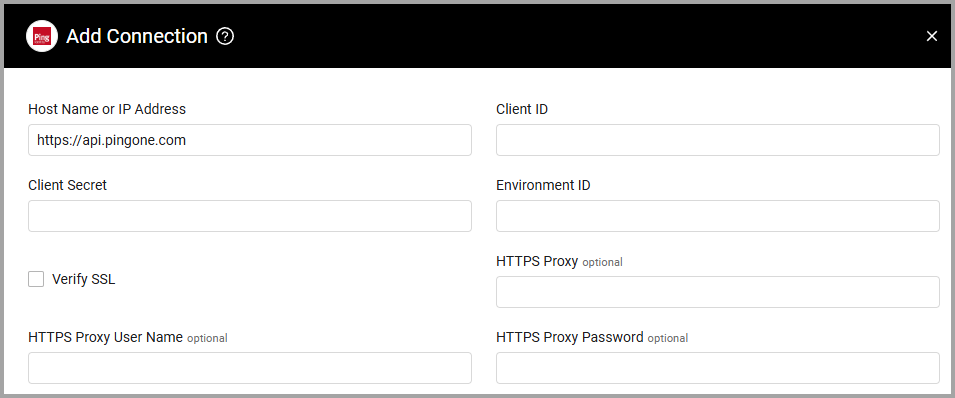 Ping
Add Connection ?
Host Name or IP Address
Client ID
https://api.pingone.com
Client Secret
Environment ID
Verify SSL
HTTPS Proxy optional
HTTPS Proxy User Name optional
HTTPS Proxy Password optional